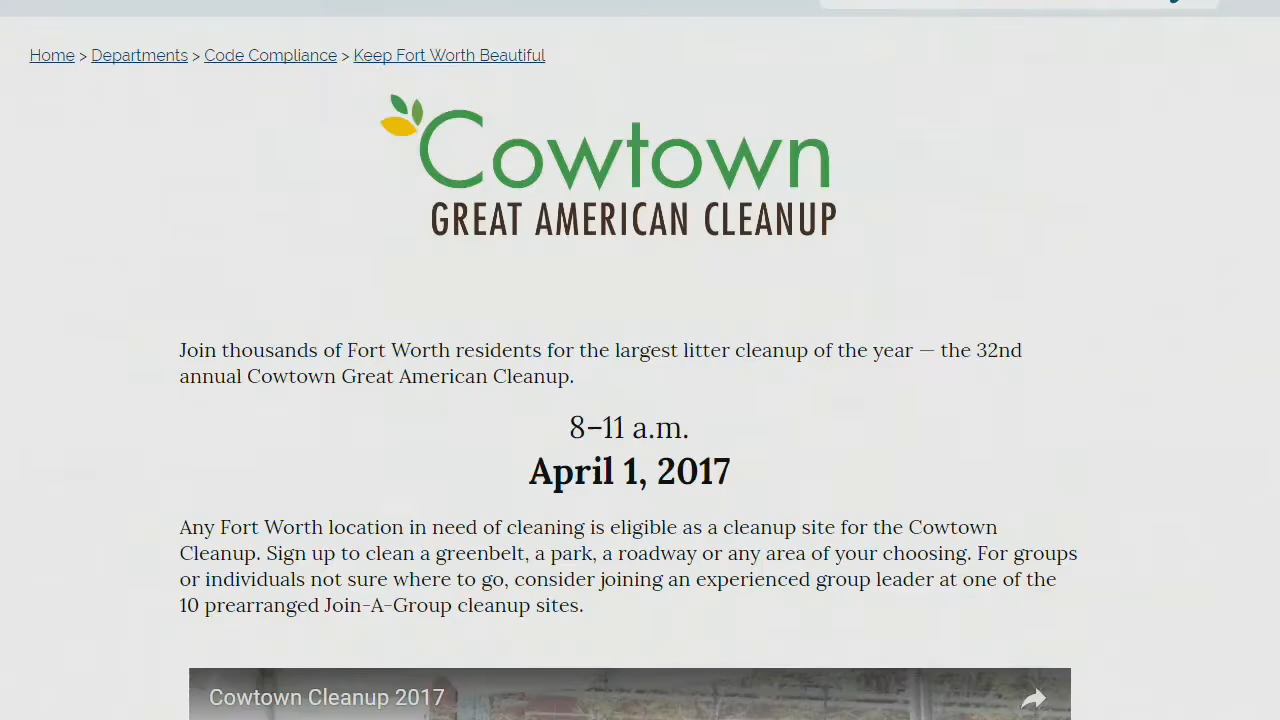 Home > Departments > Code Compliance > Keep Fort Worth Beautiful
Cowtown
GREAT AMERICAN CLEANUP
Join thousands of Fort Worth residents for the largest litter cleanup of the year — the 32nd
annual Cowtown Great American Cleanup.
8–11 a.m.
April 1, 2017
Any Fort Worth location in need of cleaning is eligible as a cleanup site for the Cowtown
Cleanup. Sign up to clean a greenbelt, a park, a roadway or any area of your choosing. For groups
or individuals not sure where to go, consider joining an experienced group leader at one of the
10 prearranged Join-A-Group cleanup sites.
Cowtown Cleanup 2017